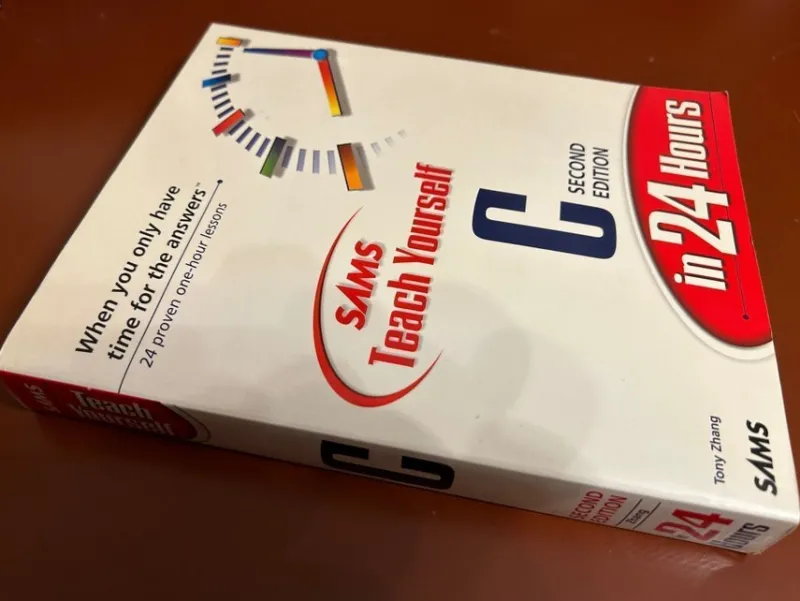 When you only have
time for the answers™
24 proven one-hour lessons
SAMS
Teach Yourself
C
SECOND
EDITION
in 24 Hours
Tony Zhang
SAMS
SAMS
Teach
Yourself
C
SECOND
EDITION
Zhang
24
HOURS